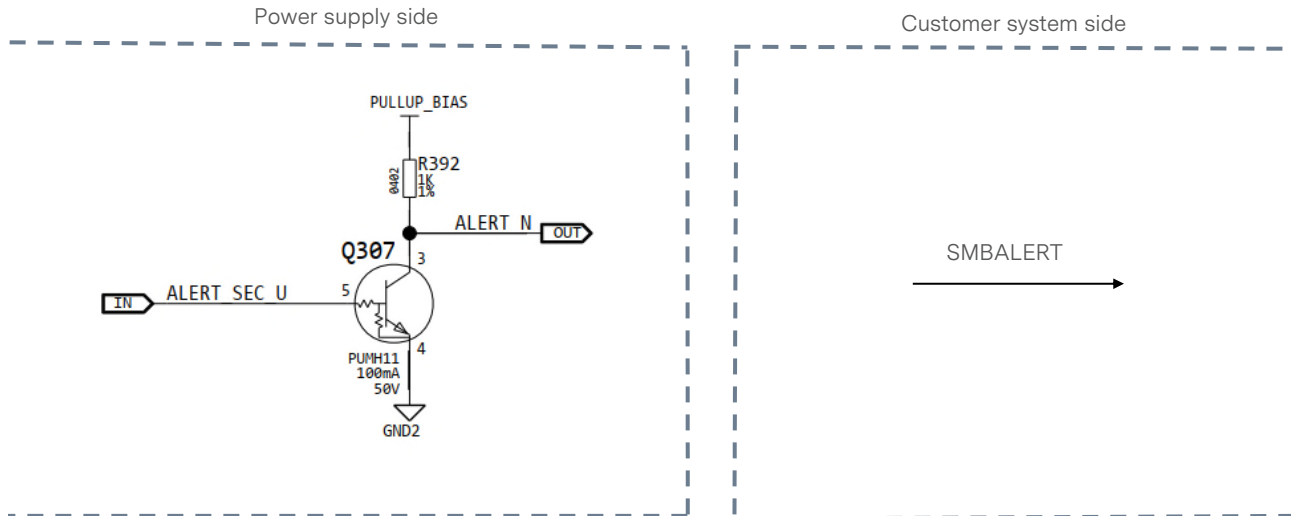 Power supply side
Customer system side
PULLUP_BIAS
R392
0402
1K
1%
ALERT_N
OUT
Q307
3
SMBALERT
IN
ALERT_SEC_U
5
4
PUMH11
100mA
50V
GND2